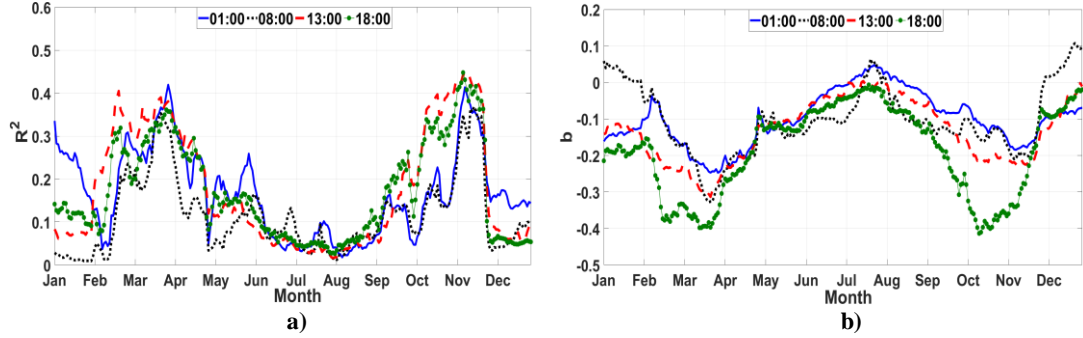 01:00 08:00 13:00 18:00
0.6
0.5
0.4
0.3
0.2
0.1
0
R²
Jan Feb Mar Apr May Jun Jul Aug Sep Oct Nov Dec
Month
a)
01:00 08:00 13:00 18:00
0.2
0.1
0
-0.1
-0.2
-0.3
-0.4
-0.5
b
Jan Feb Mar Apr May Jun Jul Aug Sep Oct Nov Dec
Month
b)